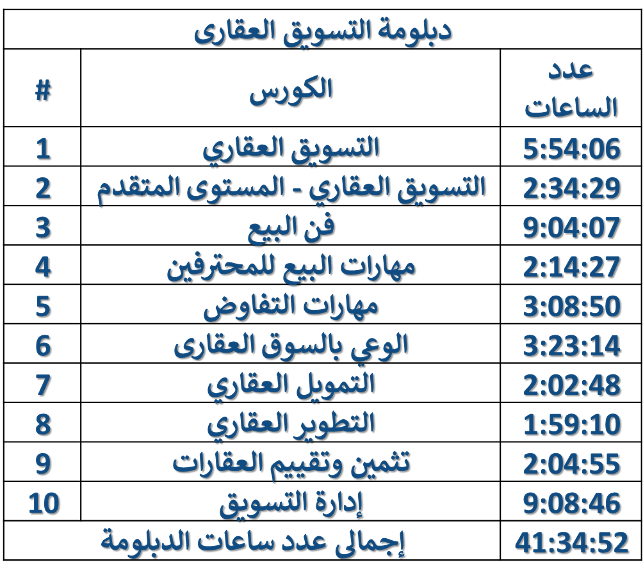 دبلومة التسويق العقارى
# الكورس عدد الساعات
1 التسويق العقاري 5:54:06
2 التسويق العقاري - المستوى المتقدم 2:34:29
3 فن البيع 9:04:07
4 مهارات البيع للمحترفين 2:14:27
5 مهارات التفاوض 3:08:50
6 الوعي بالسوق العقارى 3:23:14
7 التمويل العقاري 2:02:48
8 التطوير العقاري 1:59:10
9 تثمين وتقييم العقارات 2:04:55
10 إدارة التسويق 9:08:46
إجمالي عدد ساعات الدبلومة 41:34:52